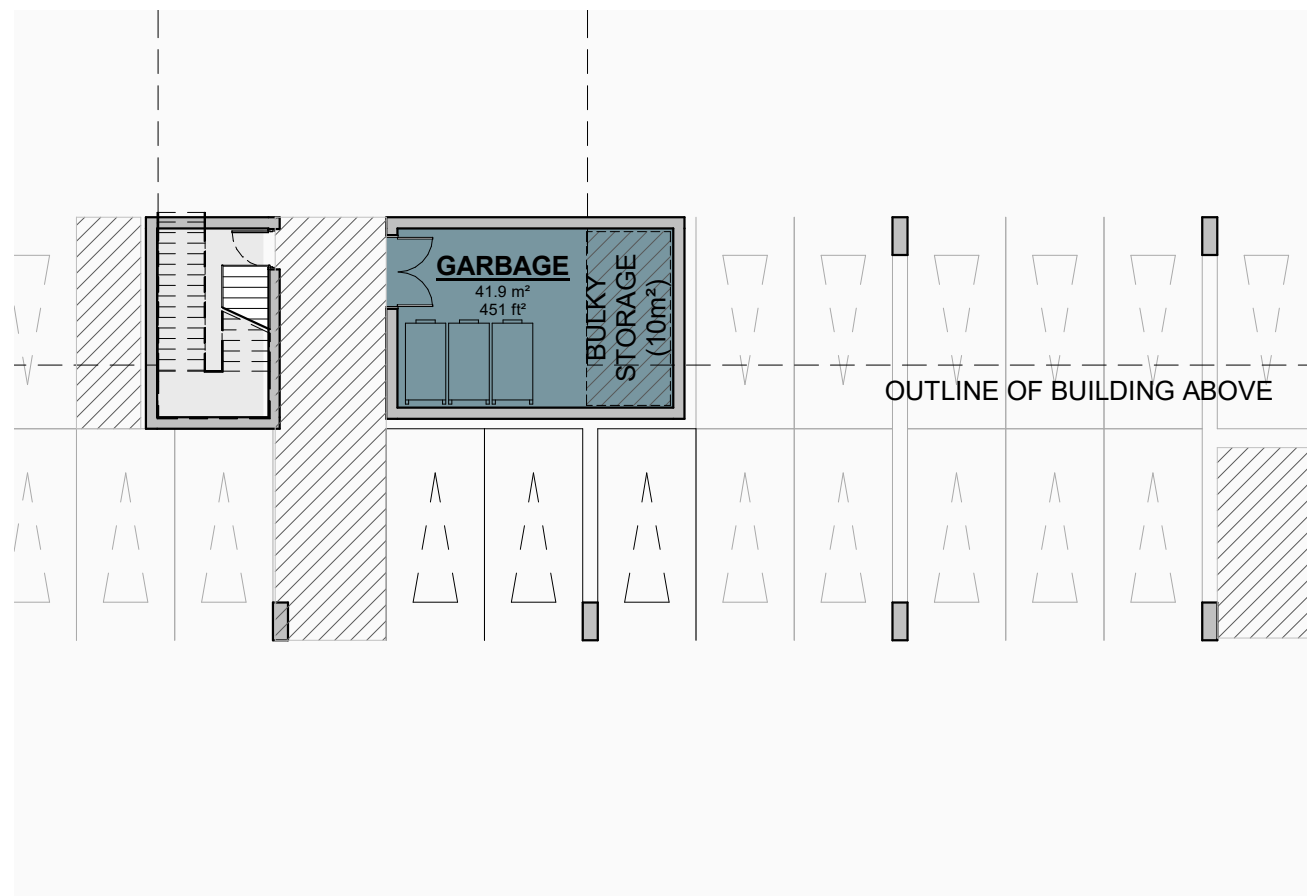 GARBAGE
41.9 m²
451 ft²
BULKY
STORAGE
(10m²)
OUTLINE OF BUILDING ABOVE